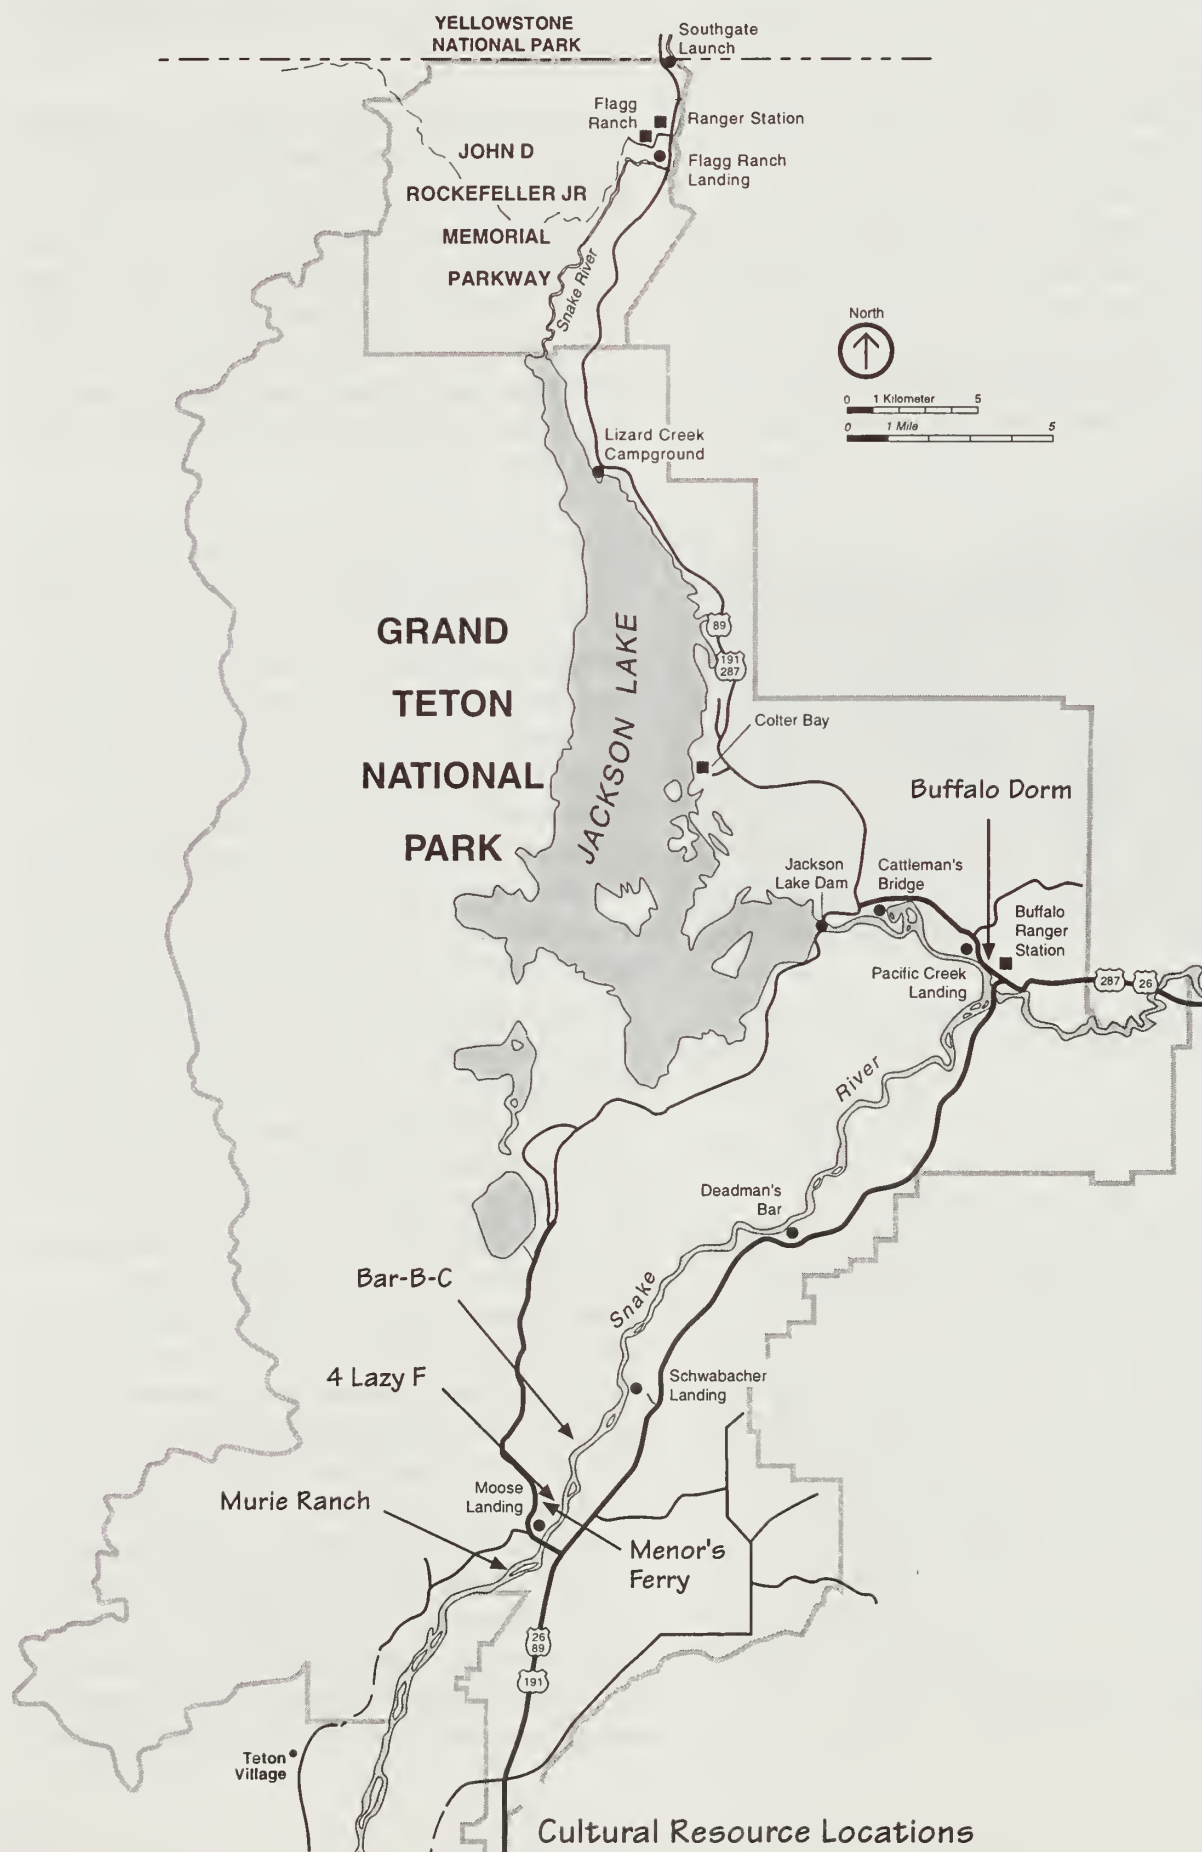 YELLOWSTONE
NATIONAL PARK
Southgate
Launch
Flagg
Ranch
Ranger Station
JOHN D
Flagg Ranch
Landing
ROCKEFELLER JR
MEMORIAL
PARKWAY
Snake River
North
0 1 Kilometer 5
0 1 Mile 5
Lizard Creek
Campground
GRAND
TETON
NATIONAL
PARK
JACKSON LAKE
89
191
287
Colter Bay
Buffalo Dorm
Jackson
Lake Dam
Cattleman's
Bridge
Buffalo
Ranger
Station
Pacific Creek
Landing
287
26
River
Deadman's
Bar
Snake
Bar-B-C
4 Lazy F
Schwabacher
Landing
Moose
Landing
Murie Ranch
Menor's
Ferry
26
89
191
Teton
Village
Cultural Resource Locations